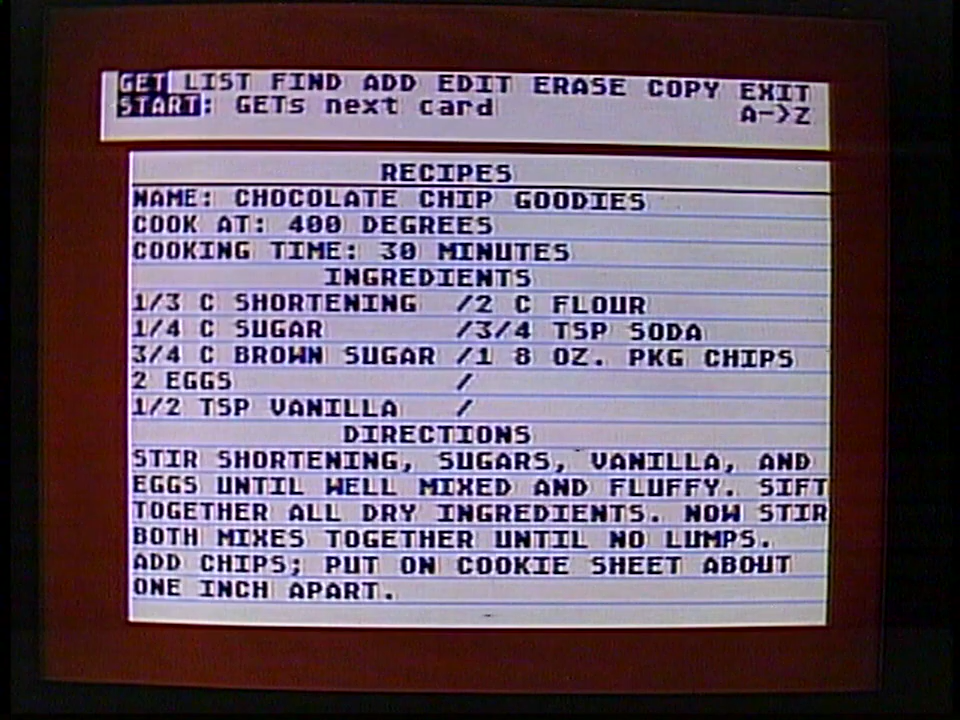 GET LIST FIND ADD EDIT ERASE COPY EXIT
START: GETs next card A->Z
RECIPES
NAME: CHOCOLATE CHIP GOODIES
COOK AT: 400 DEGREES
COOKING TIME: 30 MINUTES
INGREDIENTS
1/3 C SHORTENING /2 C FLOUR
1/4 C SUGAR /3/4 TSP SODA
3/4 C BROWN SUGAR /1 8 OZ. PKG CHIPS
2 EGGS /
1/2 TSP VANILLA /
DIRECTIONS
STIR SHORTENING, SUGARS, VANILLA, AND
EGGS UNTIL WELL MIXED AND FLUFFY. SIFT
TOGETHER ALL DRY INGREDIENTS. NOW STIR
BOTH MIXES TOGETHER UNTIL NO LUMPS.
ADD CHIPS; PUT ON COOKIE SHEET ABOUT
ONE INCH APART.